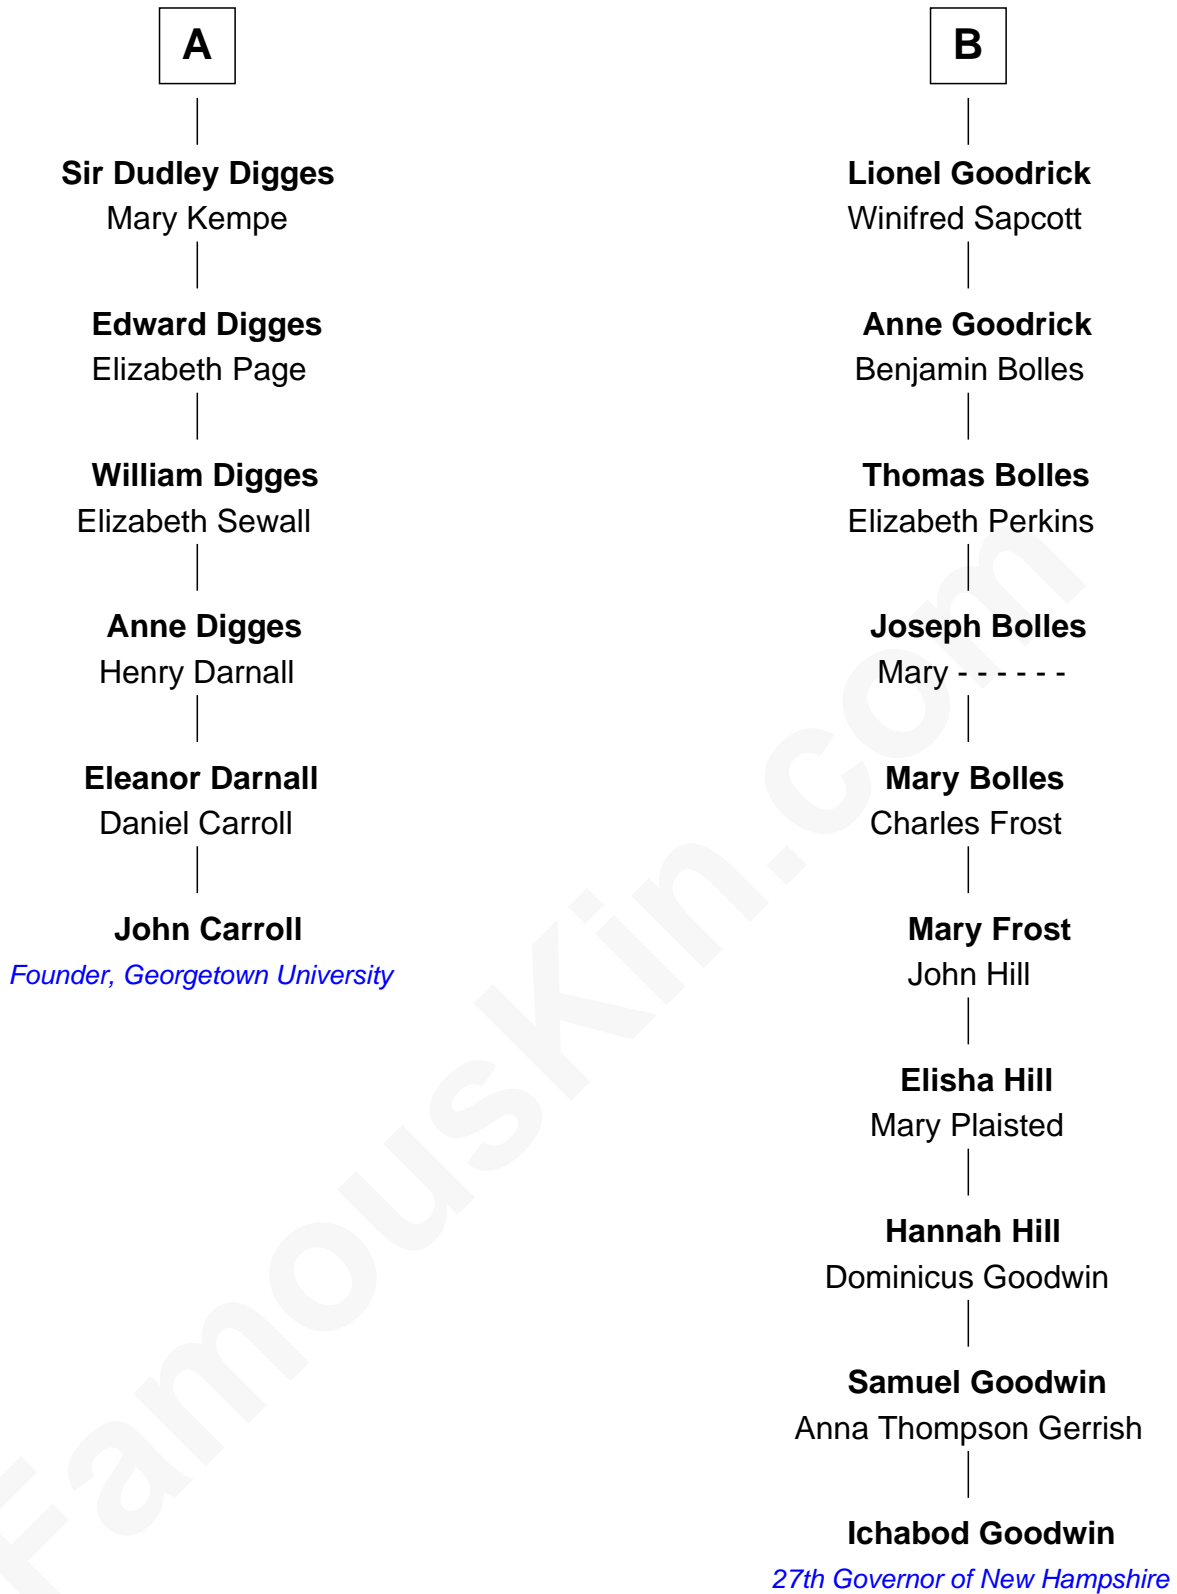 A
Sir Dudley Digges
Mary Kempe
Edward Digges
Elizabeth Page
William Digges
Elizabeth Sewall
Anne Digges
Henry Darnall
Eleanor Darnall
Daniel Carroll
John Carroll
Founder, Georgetown University
B
Lionel Goodrick
Winifred Sapcott
Anne Goodrick
Benjamin Bolles
Thomas Bolles
Elizabeth Perkins
Joseph Bolles
Mary - - - - - -
Mary Bolles
Charles Frost
Mary Frost
John Hill
Elisha Hill
Mary Plaisted
Hannah Hill
Dominicus Goodwin
Samuel Goodwin
Anna Thompson Gerrish
Ichabod Goodwin
27th Governor of New Hampshire
FamousKin.com